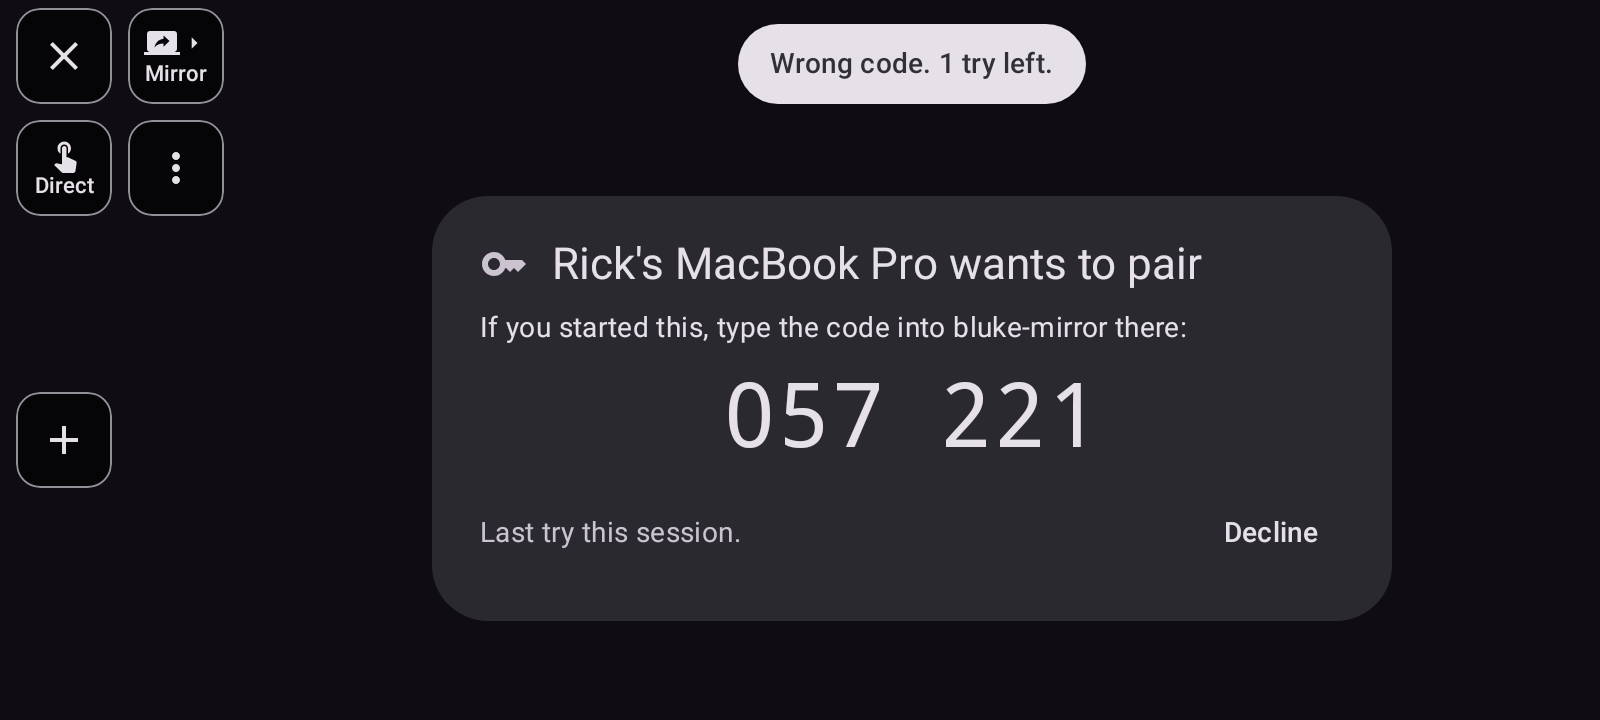 Mirror
Direct
Wrong code. 1 try left.
Rick's MacBook Pro wants to pair
If you started this, type the code into bluke-mirror there:
057 221
Last try this session.
Decline